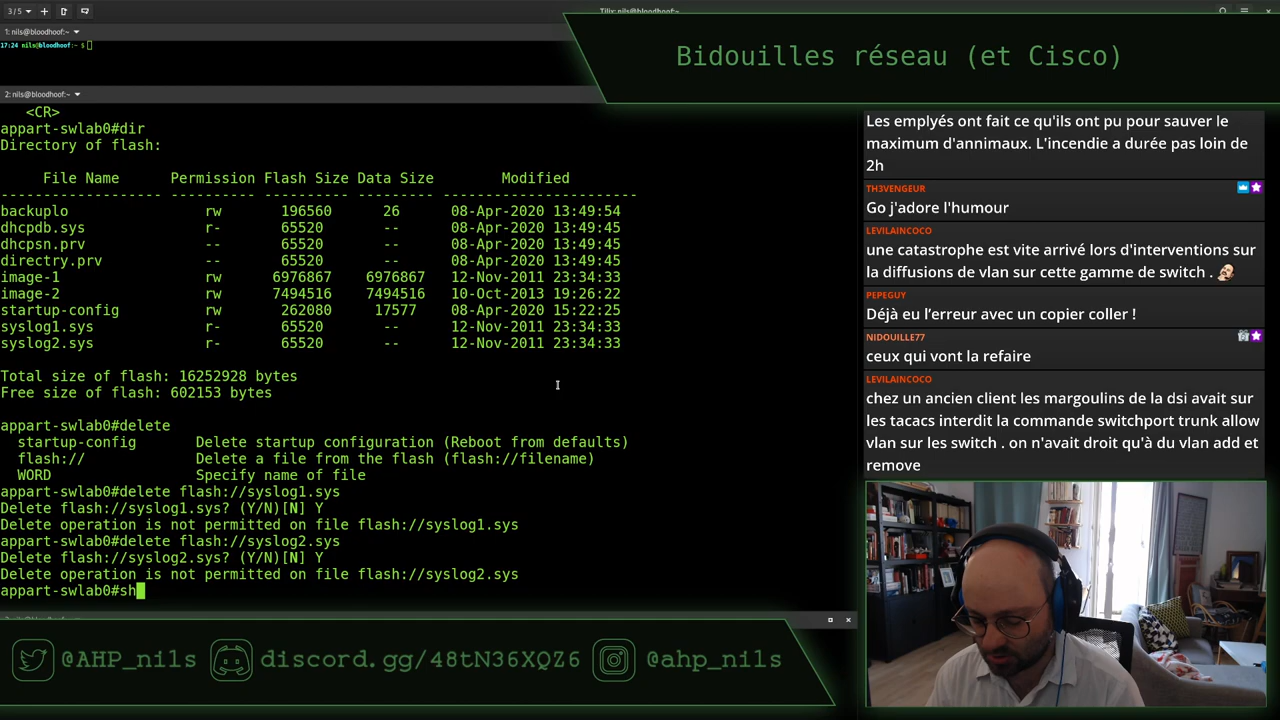 3 / 5
Tilix: nils@bloodhoof:~
1: nils@bloodhoof:~
17:24 nils@bloodhoof:~ $
2: nils@bloodhoof:~
<CR>
appart-swlab0#dir
Directory of flash:
File Name Permission Flash Size Data Size Modified
------------------ ---------- ---------- --------- -----------------------
backuplo rw 196560 26 08-Apr-2020 13:49:54
dhcpdb.sys r- 65520 -- 08-Apr-2020 13:49:45
dhcpsn.prv -- 65520 -- 08-Apr-2020 13:49:45
directry.prv -- 65520 -- 08-Apr-2020 13:49:45
image-1 rw 6976867 6976867 12-Nov-2011 23:34:33
image-2 rw 7494516 7494516 10-Oct-2013 19:26:22
startup-config rw 262080 17577 08-Apr-2020 15:22:25
syslog1.sys r- 65520 -- 12-Nov-2011 23:34:33
syslog2.sys r- 65520 -- 12-Nov-2011 23:34:33
Total size of flash: 16252928 bytes
Free size of flash: 602153 bytes
appart-swlab0#delete
startup-config Delete startup configuration (Reboot from defaults)
flash:// Delete a file from the flash (flash://filename)
WORD Specify name of file
appart-swlab0#delete flash://syslog1.sys
Delete flash://syslog1.sys? (Y/N)[N] Y
Delete operation is not permitted on file flash://syslog1.sys
appart-swlab0#delete flash://syslog2.sys
Delete flash://syslog2.sys? (Y/N)[N] Y
Delete operation is not permitted on file flash://syslog2.sys
appart-swlab0#sh
Bidouilles réseau (et Cisco)
Les emplyés ont fait ce qu'ils ont pu pour sauver le
maximum d'annimaux. L'incendie a durée pas loin de
2h
TH3VENGEUR
Go j'adore l'humour
LEVILAINCOCO
une catastrophe est vite arrivé lors d'interventions sur
la diffusions de vlan sur cette gamme de switch .
PEPEGUY
Déjà eu l’erreur avec un copier coller !
NIDOUILLE77
ceux qui vont la refaire
LEVILAINCOCO
chez un ancien client les margoulins de la dsi avait sur
les tacacs interdit la commande switchport trunk allow
vlan sur les switch . on n'avait droit qu'à du vlan add et
remove
@AHP_nils discord.gg/48tN36XQZ6 @ahp_nils